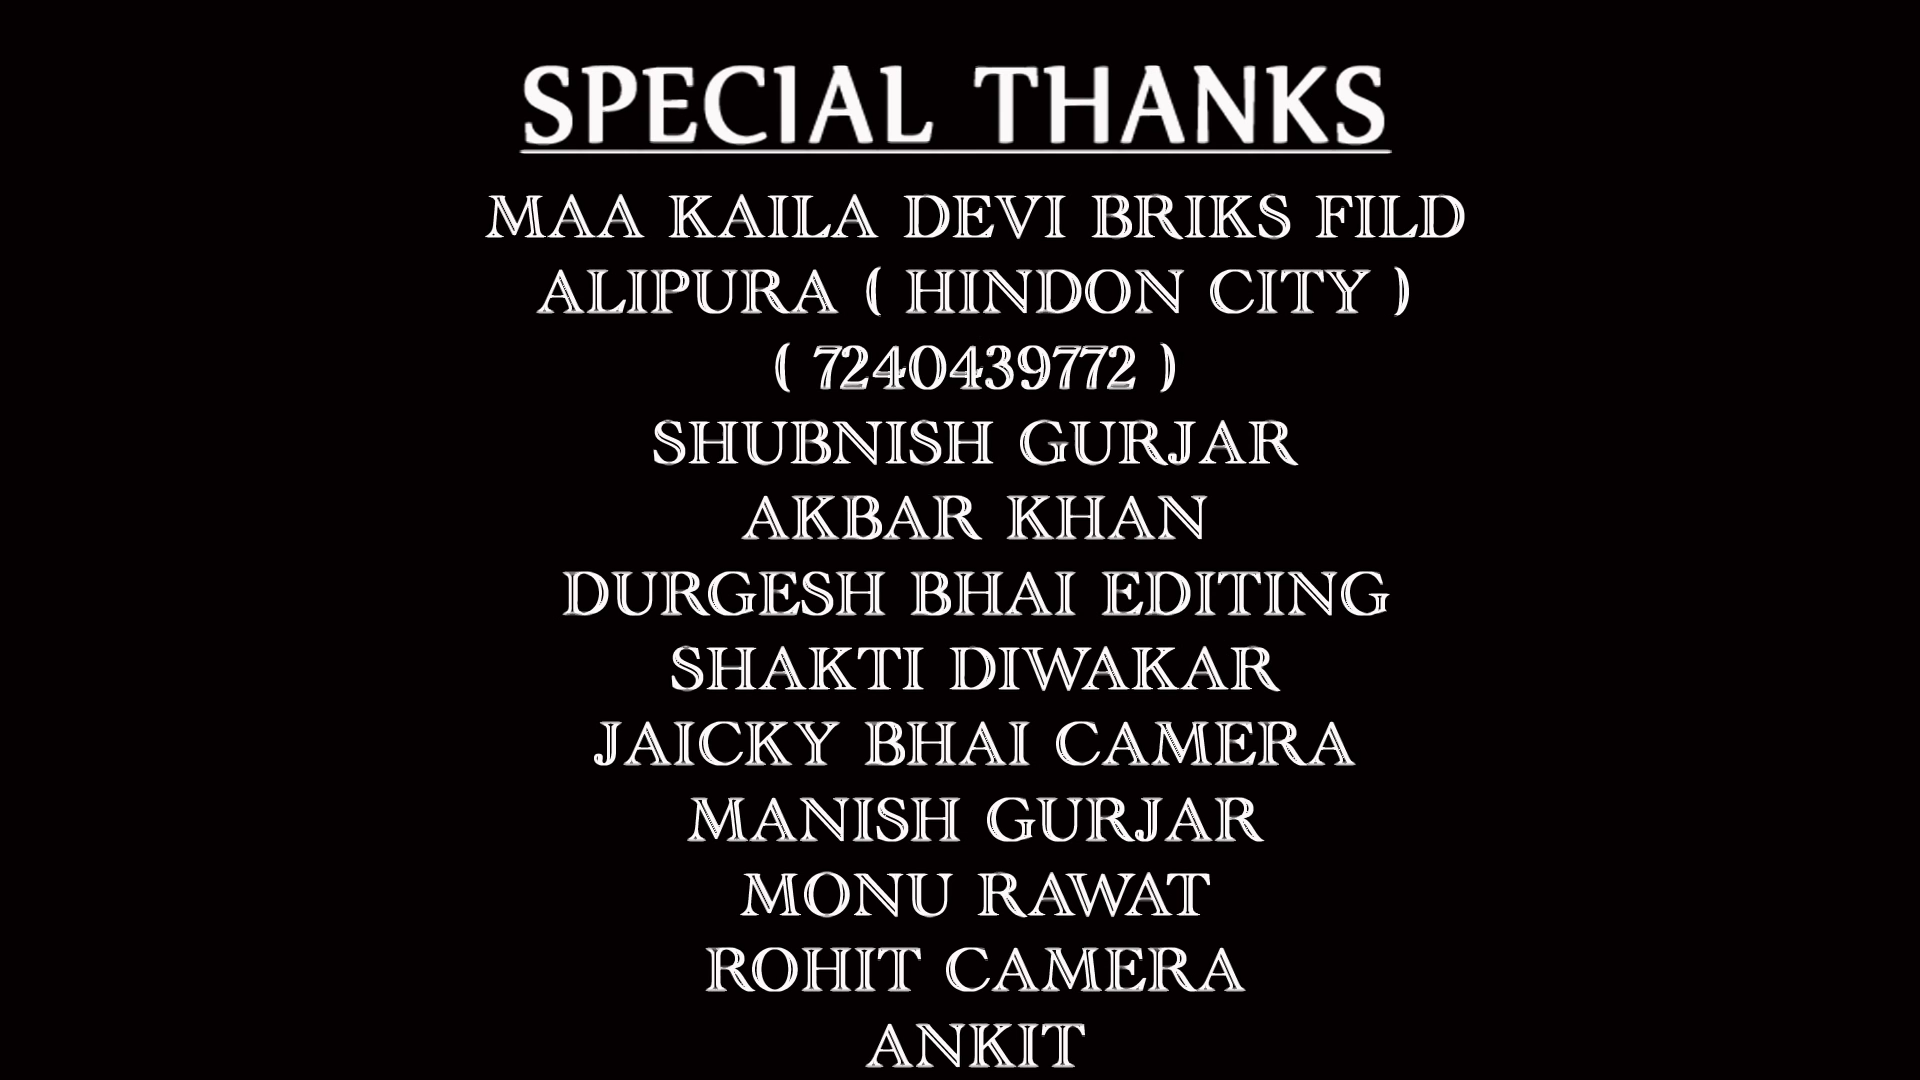 SPECIAL THANKS
MAA KAILA DEVI BRIKS FILD
ALIPURA ( HINDON CITY )
( 7240439772 )
SHUBNISH GURJAR
AKBAR KHAN
DURGESH BHAI EDITING
SHAKTI DIWAKAR
JAICKY BHAI CAMERA
MANISH GURJAR
MONU RAWAT
ROHIT CAMERA
ANKIT